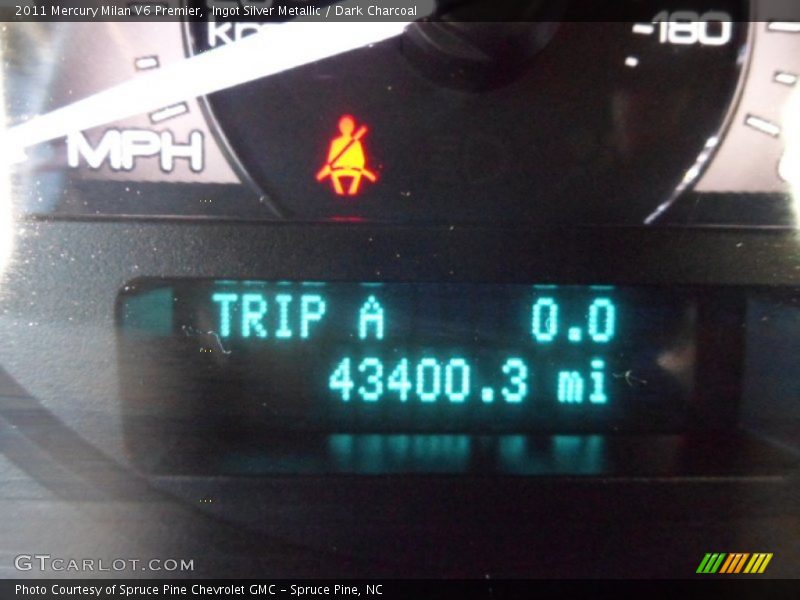 2011 Mercury Milan V6 Premier,  Ingot Silver Metallic / Dark Charcoal
180
MPH
TRIP A 0.0
43400.3 mi
GTCARLOT.COM
Photo Courtesy of Spruce Pine Chevrolet GMC – Spruce Pine, NC